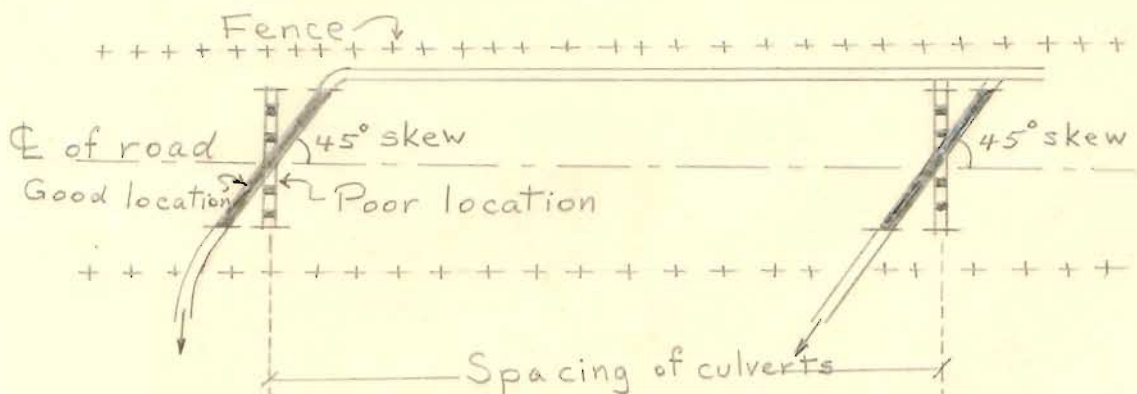 Fence
℄ of road
45° skew
45° skew
Good location
Poor location
Spacing of culverts